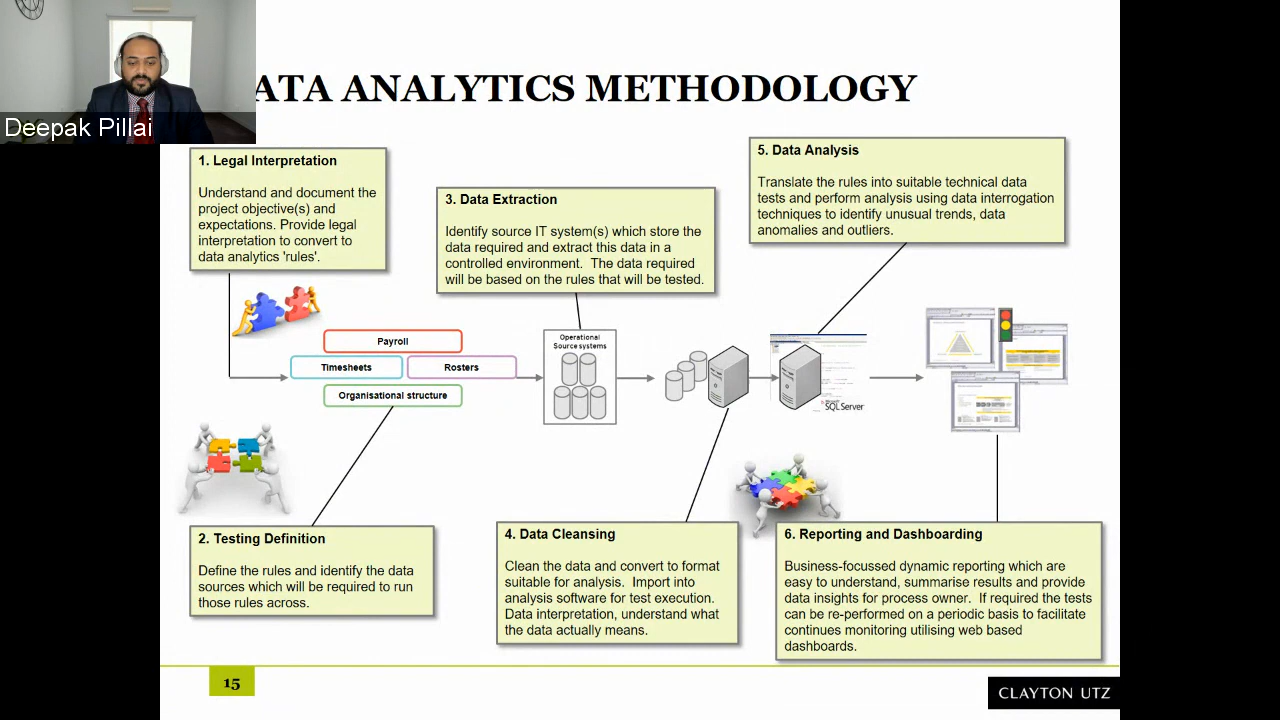 Deepak Pillai
ATA ANALYTICS METHODOLOGY
1. Legal Interpretation
Understand and document the
project objective(s) and
expectations. Provide legal
interpretation to convert to
data analytics 'rules'.
3. Data Extraction
Identify source IT system(s) which store the
data required and extract this data in a
controlled environment. The data required
will be based on the rules that will be tested.
5. Data Analysis
Translate the rules into suitable technical data
tests and perform analysis using data interrogation
techniques to identify unusual trends, data
anomalies and outliers.
Payroll
Timesheets
Rosters
Organisational structure
Operational
Source systems
SQL Server
2. Testing Definition
Define the rules and identify the data
sources which will be required to run
those rules across.
4. Data Cleansing
Clean the data and convert to format
suitable for analysis. Import into
analysis software for test execution.
Data interpretation, understand what
the data actually means.
6. Reporting and Dashboarding
Business-focussed dynamic reporting which are
easy to understand, summarise results and provide
data insights for process owner. If required the tests
can be re-performed on a periodic basis to facilitate
continues monitoring utilising web based
dashboards.
15
CLAYTON UTZ